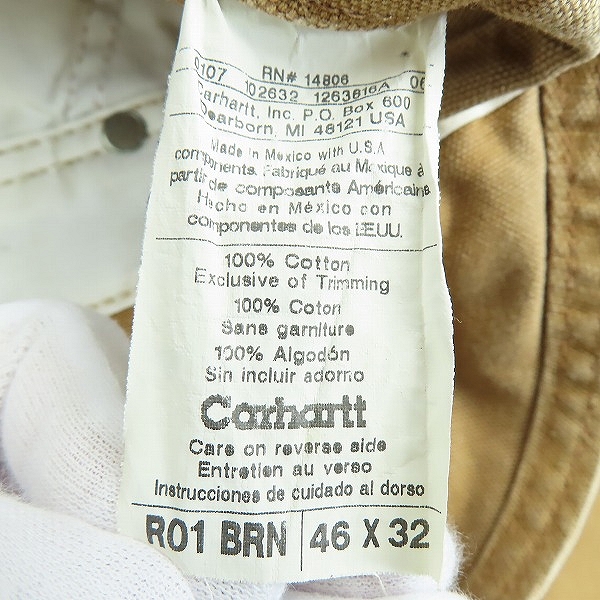 RN# 14806
0107 102632 1263616A 06
Carhartt, Inc. P.O. Box 600
Dearborn, MI 48121 USA
Made in Mexico with U.S.A
components. Fabriqué au Mexique à
partir de composants Américains
Hecho en México con
componentes de los EEUU.
100% Cotton
Exclusive of Trimming
100% Coton
Sans garniture
100% Algodón
Sin incluir adorno
Carhartt
Care on reverse side
Entretien au verso
Instrucciones de cuidado al dorso
R01 BRN 46 X 32